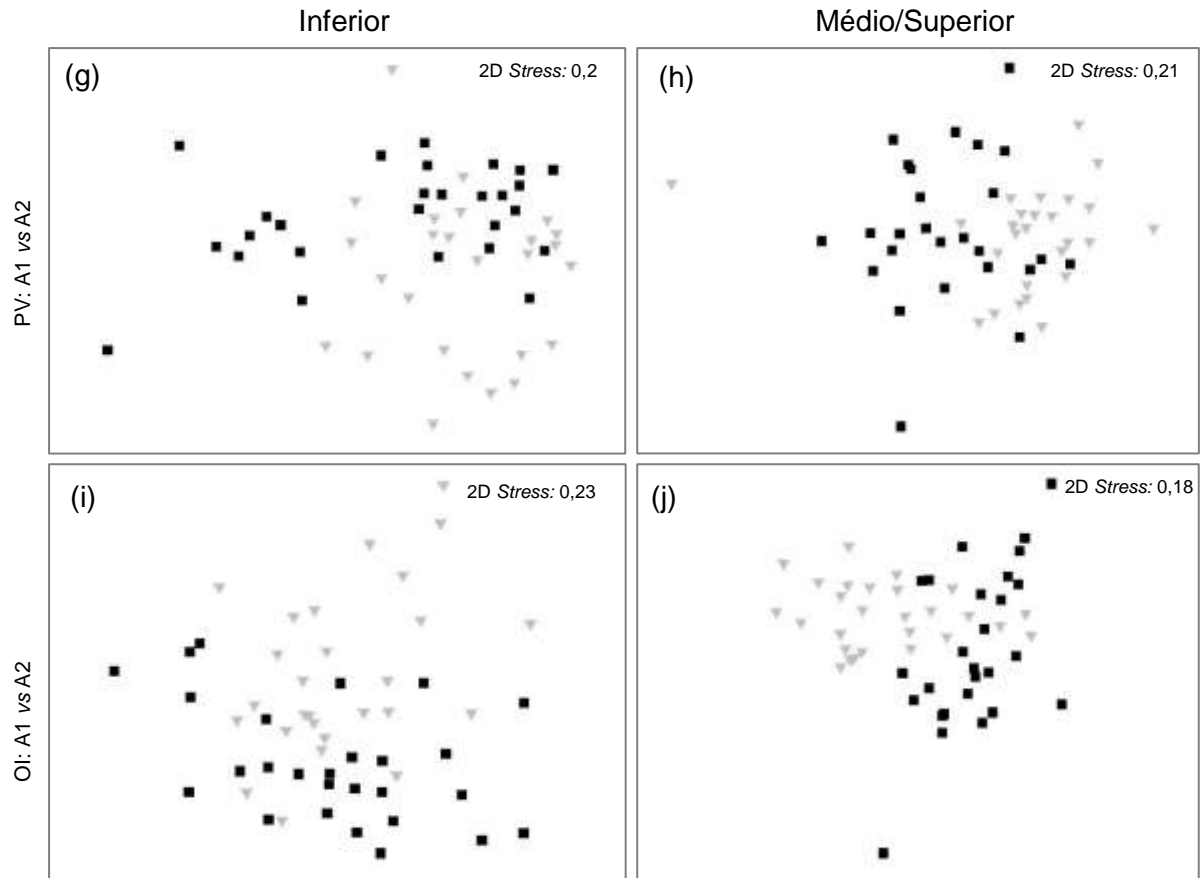 Inferior
Médio/Superior
PV: A1 vs A2
(g)
2D Stress: 0,2
(h)
2D Stress: 0,21
OI: A1 vs A2
(i)
2D Stress: 0,23
(j)
2D Stress: 0,18